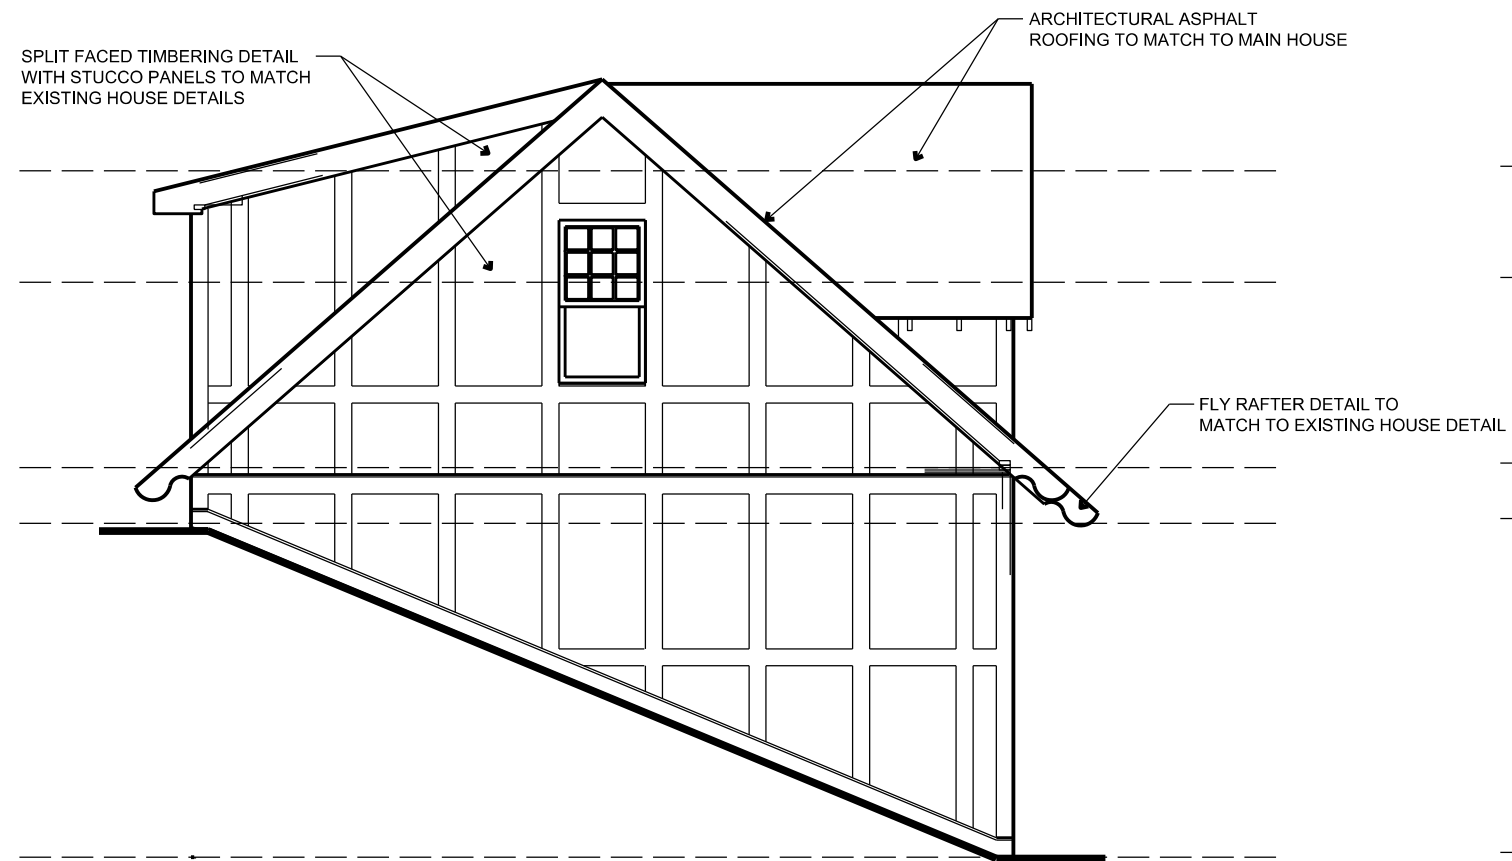 SPLIT FACED TIMBERING DETAIL
WITH STUCCO PANELS TO MATCH
EXISTING HOUSE DETAILS
ARCHITECTURAL ASPHALT
ROOFING TO MATCH TO MAIN HOUSE
FLY RAFTER DETAIL TO
MATCH TO EXISTING HOUSE DETAIL